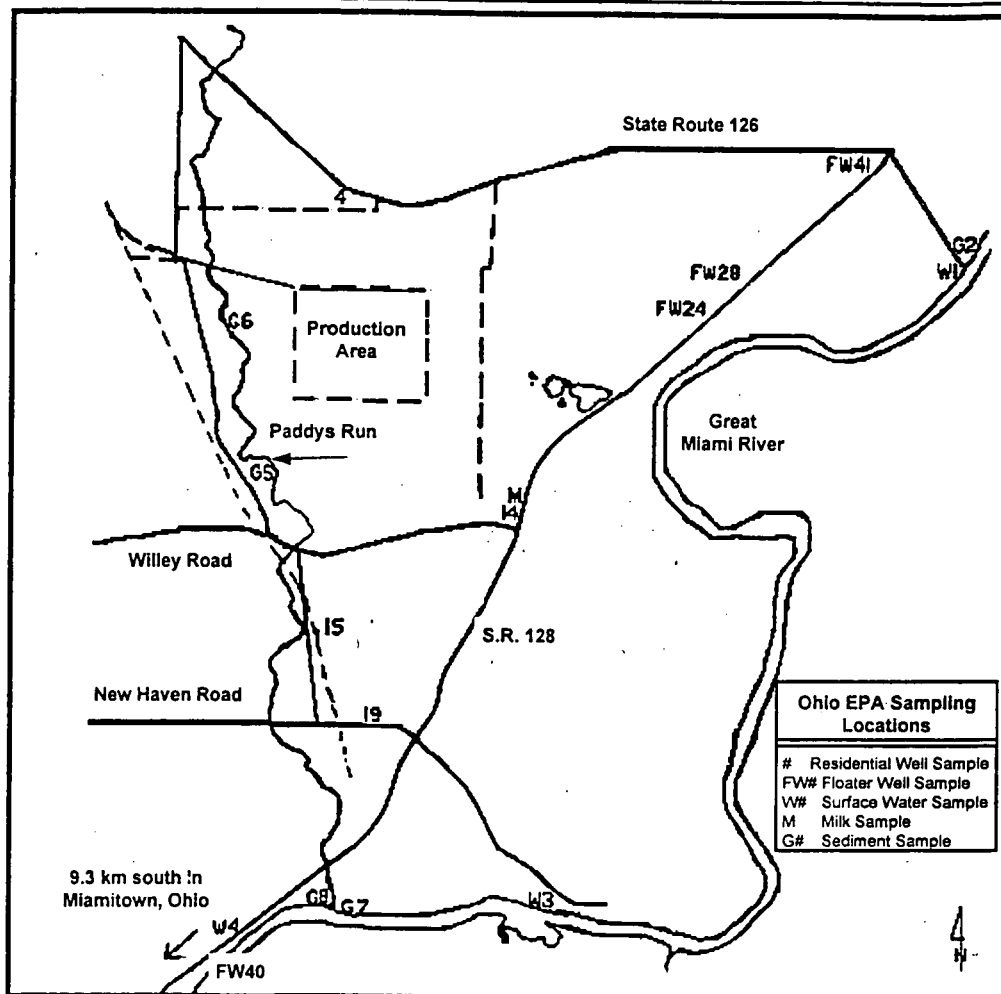 State Route 126
FW41
4
G2
W1
FW28
FW24
G6
Production
Area
Great
Miami River
Paddys Run
G5
M
14
Willey Road
15
S.R. 128
New Haven Road
19
Ohio EPA Sampling
Locations
# Residential Well Sample
FW# Floater Well Sample
W# Surface Water Sample
M Milk Sample
G# Sediment Sample
9.3 km south in
Miamitown, Ohio
G8
G7
W3
W4
FW40
N